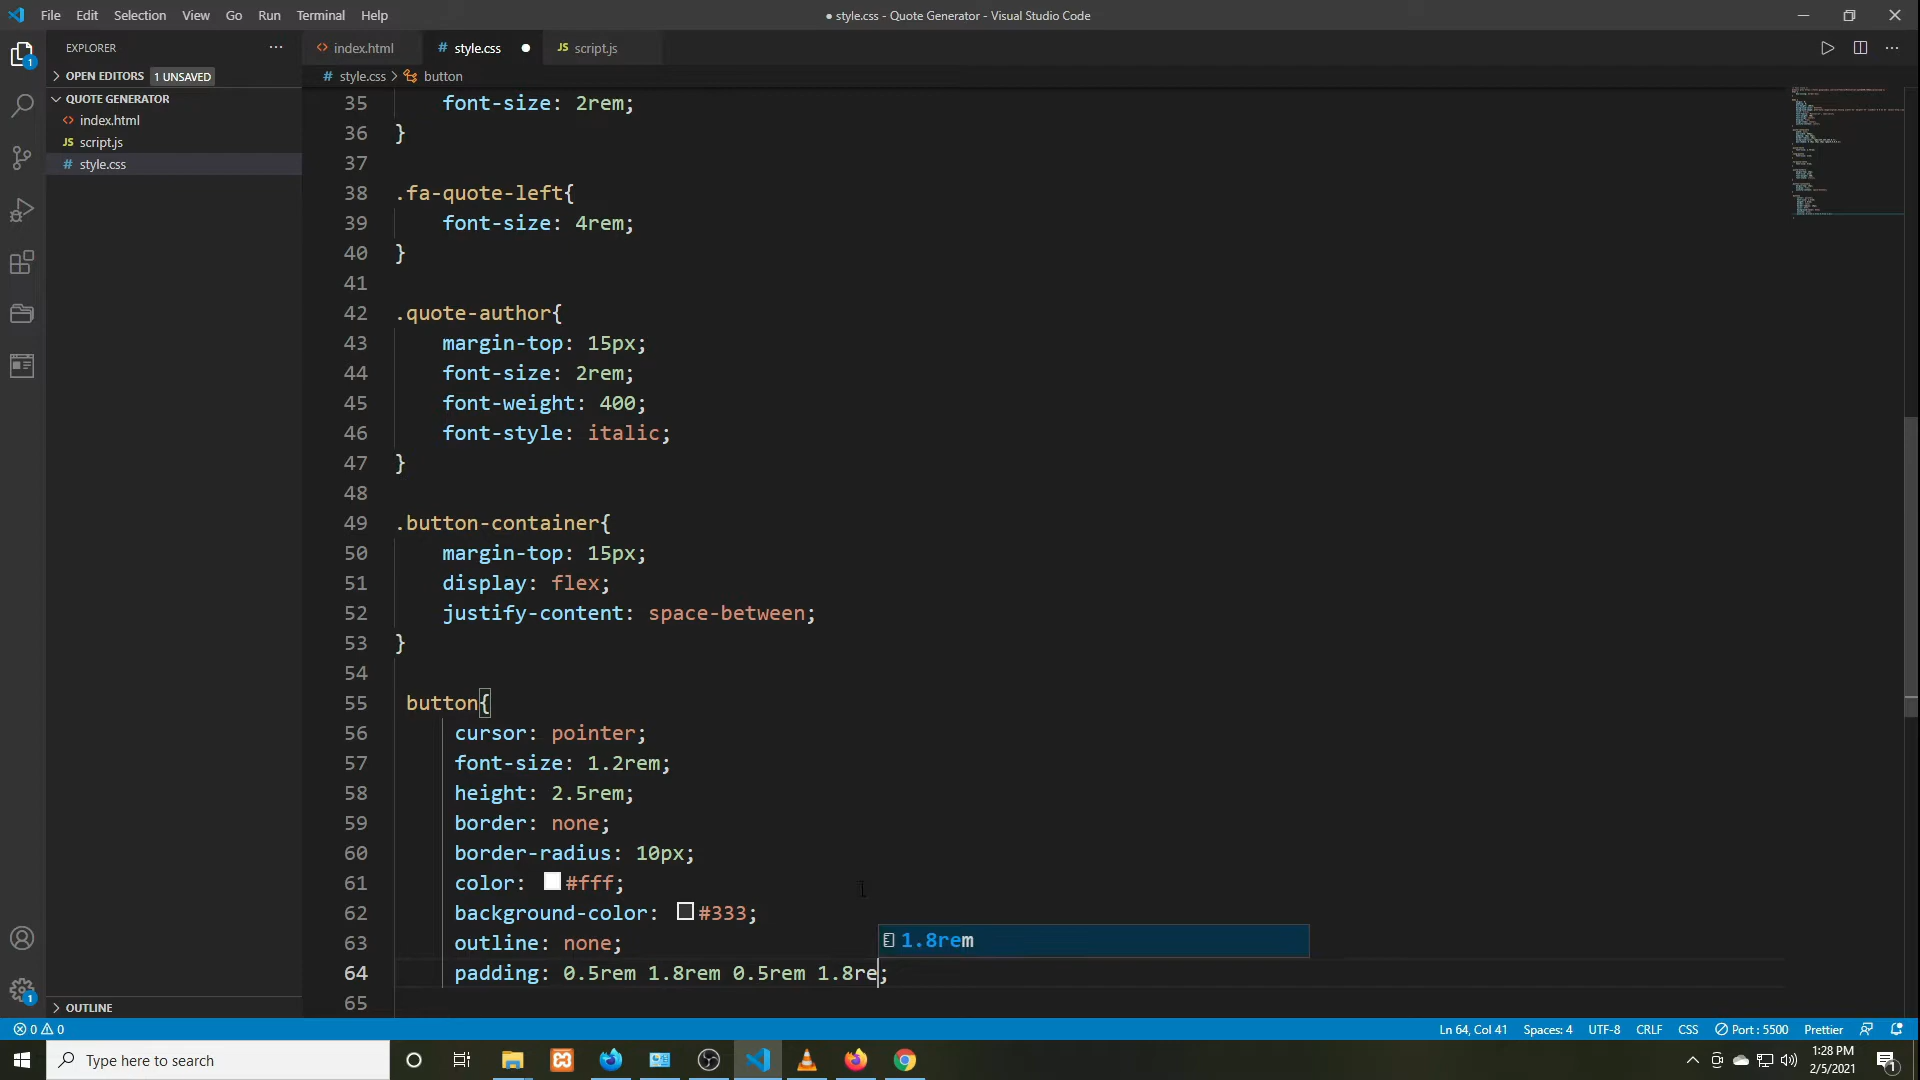 File Edit Selection View Go Run Terminal Help
● style.css - Quote Generator - Visual Studio Code
EXPLORER
index.html
# style.css
JS script.js
OPEN EDITORS 1 UNSAVED
# style.css > button
QUOTE GENERATOR
index.html
JS script.js
# style.css
35 font-size: 2rem;
36 }
37
38 .fa-quote-left{
39 font-size: 4rem;
40 }
41
42 .quote-author{
43 margin-top: 15px;
44 font-size: 2rem;
45 font-weight: 400;
46 font-style: italic;
47 }
48
49 .button-container{
50 margin-top: 15px;
51 display: flex;
52 justify-content: space-between;
53 }
54
55 button{
56 cursor: pointer;
57 font-size: 1.2rem;
58 height: 2.5rem;
59 border: none;
60 border-radius: 10px;
61 color: #fff;
62 background-color: #333;
63 outline: none;
1.8rem
64 padding: 0.5rem 1.8rem 0.5rem 1.8re;
65
OUTLINE
0 0
Ln 64, Col 41 Spaces: 4 UTF-8 CRLF CSS Port : 5500 Prettier
Type here to search
1:28 PM
2/5/2021